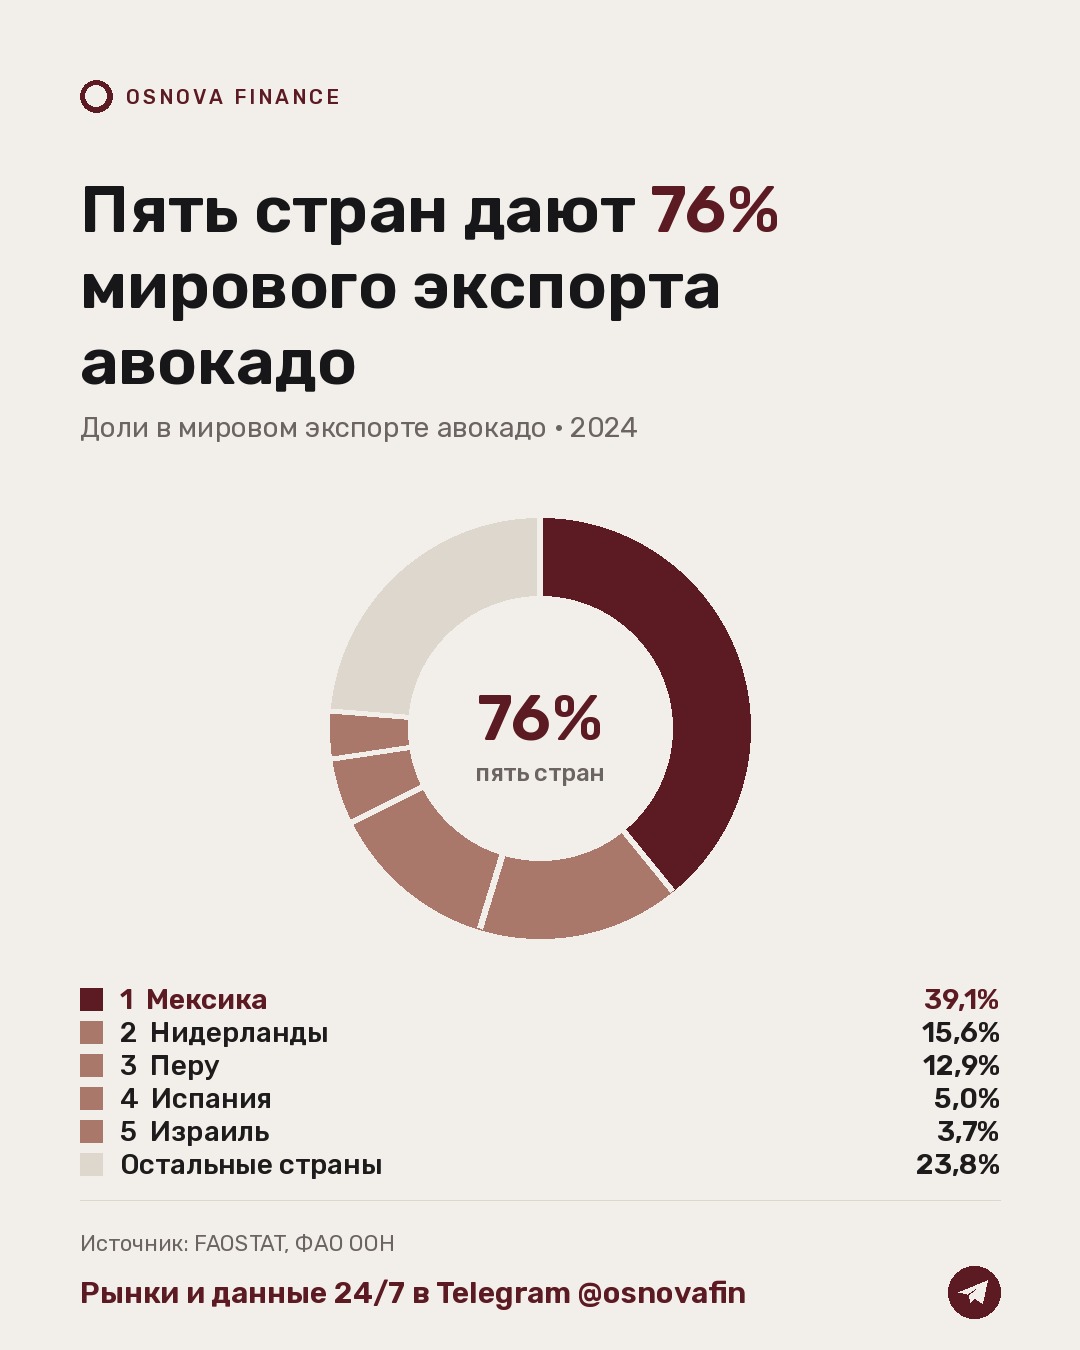 OSNOVA FINANCE
Пять стран дают 76%
мирового экспорта
авокадо
Доли в мировом экспорте авокадо • 2024
76%
пять стран
1 Мексика 39,1%
2 Нидерланды 15,6%
3 Перу 12,9%
4 Испания 5,0%
5 Израиль 3,7%
Остальные страны 23,8%
Источник: FAOSTAT, ФАО ООН
Рынки и данные 24/7 в Telegram @osnovafin